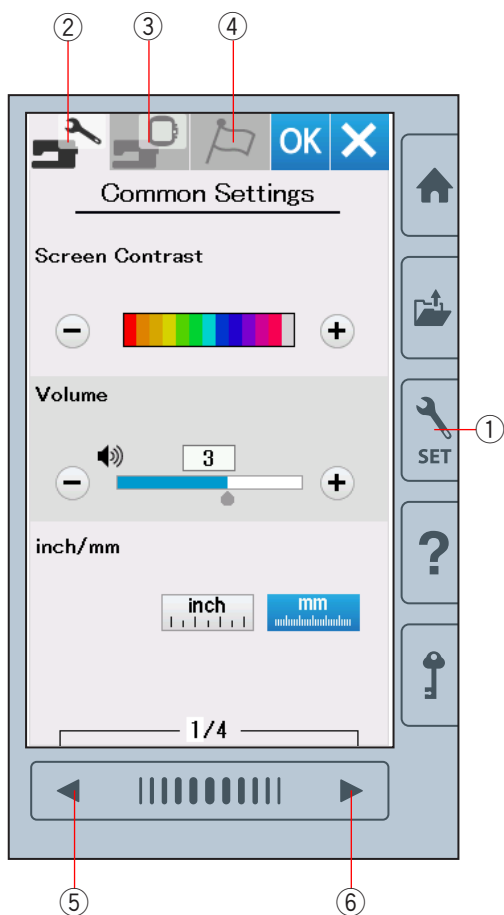 ② ③ ④
OK
Common Settings
Screen Contrast
Volume
3
SET
①
?
inch/mm
inch
mm
1/4
⑤ ⑥